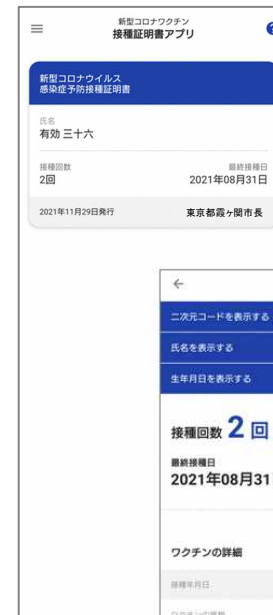 新型コロナワクチン
接種証明書アプリ
新型コロナウイルス
感染症予防接種証明書
氏名
有効 三十六
接種回数
最終接種日
2回
2021年08月31日
2021年11月29日発行
東京都霞ヶ関市長
二次元コードを表示する
氏名を表示する
生年月日を表示する
接種回数 2 回
最終接種日
2021年08月31
ワクチンの詳細
接種年月日